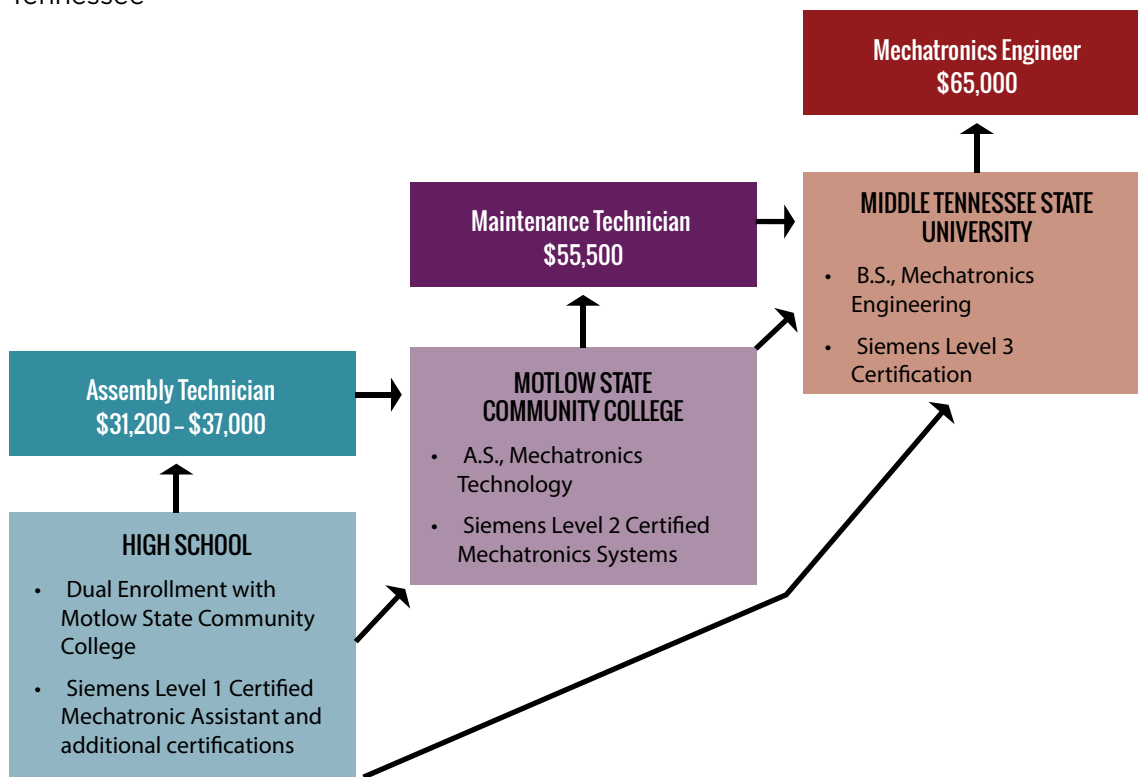 Tennessee
Mechatronics Engineer
$65,000
MIDDLE TENNESSEE STATE
UNIVERSITY
• B.S., Mechatronics
Engineering
• Siemens Level 3
Certification
Maintenance Technician
$55,500
MOTLOW STATE
COMMUNITY COLLEGE
• A.S., Mechatronics
Technology
• Siemens Level 2 Certified
Mechatronics Systems
Assembly Technician
$31,200 – $37,000
HIGH SCHOOL
• Dual Enrollment with
Motlow State Community
College
• Siemens Level 1 Certified
Mechatronic Assistant and
additional certifications